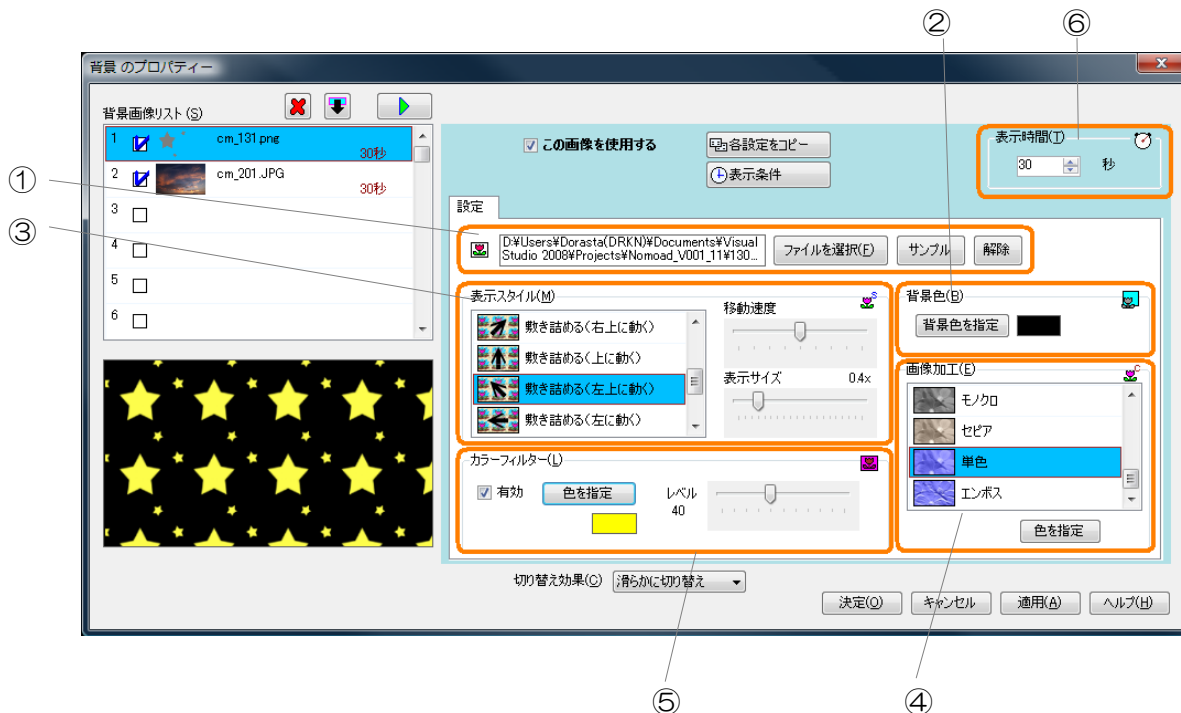 ②
⑥
背景 のプロパティー
背景画像リスト(S)
1 cm_131.png
30秒
2 cm_201.JPG
30秒
3
4
5
6
①
③
この画像を使用する
各設定をコピー
表示条件
表示時間(T)
30 秒
設定
D:¥Users¥Dorasta(DRKN)¥Documents¥Visual
Studio 2008¥Projects¥Nomoad_V001_11¥130...
ファイルを選択(F)
サンプル
解除
表示スタイル(M)
敷き詰める(右上に動く)
敷き詰める(上に動く)
敷き詰める(左上に動く)
敷き詰める(左に動く)
移動速度
表示サイズ 0.4x
背景色(B)
背景色を指定
画像加工(E)
モノクロ
セピア
単色
エンボス
色を指定
カラーフィルター(L)
有効
色を指定
レベル
40
切り替え効果(C) 滑らかに切り替え
決定(O)
キャンセル
適用(A)
ヘルプ(H)
⑤
④